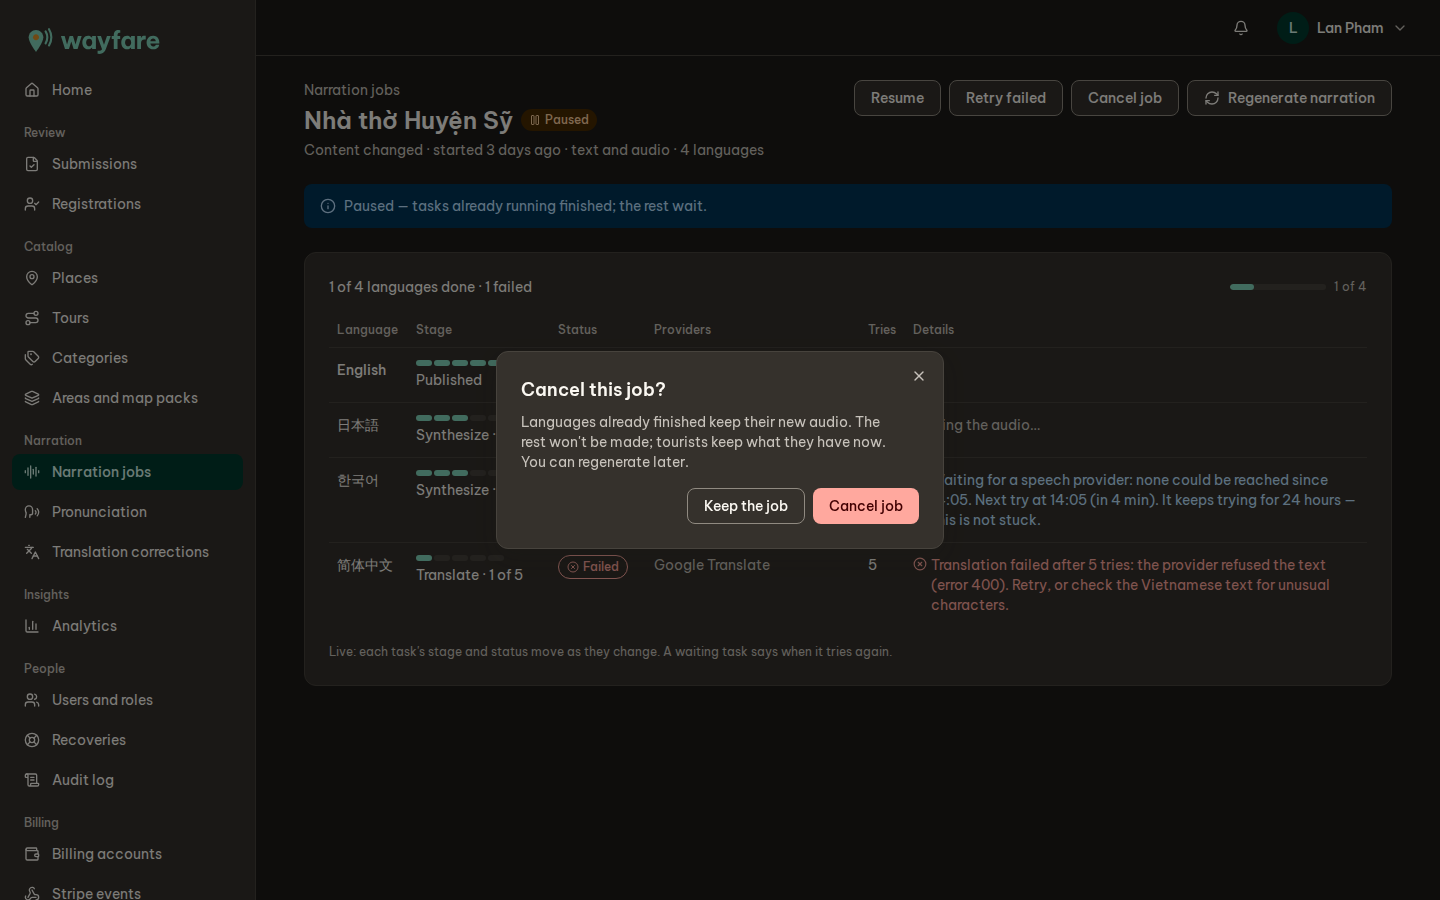 wayfare
L
Lan Pham
Home
Review
Submissions
Registrations
Catalog
Places
Tours
Categories
Areas and map packs
Narration
Narration jobs
Pronunciation
Translation corrections
Insights
Analytics
People
Users and roles
Recoveries
Audit log
Billing
Billing accounts
Stripe events
Narration jobs
Nhà thờ Huyện Sỹ
Paused
Content changed · started 3 days ago · text and audio · 4 languages
Resume
Retry failed
Cancel job
Regenerate narration
Paused — tasks already running finished; the rest wait.
1 of 4 languages done · 1 failed
1 of 4
Language Stage Status Providers Tries Details
English
Published
日本語
Synthesize ·
ing the audio…
한국어
Synthesize ·
aiting for a speech provider: none could be reached since
:05. Next try at 14:05 (in 4 min). It keeps trying for 24 hours —
is is not stuck.
简体中文
Translate · 1 of 5
Failed
Google Translate
5
Translation failed after 5 tries: the provider refused the text
(error 400). Retry, or check the Vietnamese text for unusual
characters.
Live: each task's stage and status move as they change. A waiting task says when it tries again.
Cancel this job?
Languages already finished keep their new audio. The
rest won't be made; tourists keep what they have now.
You can regenerate later.
Keep the job
Cancel job